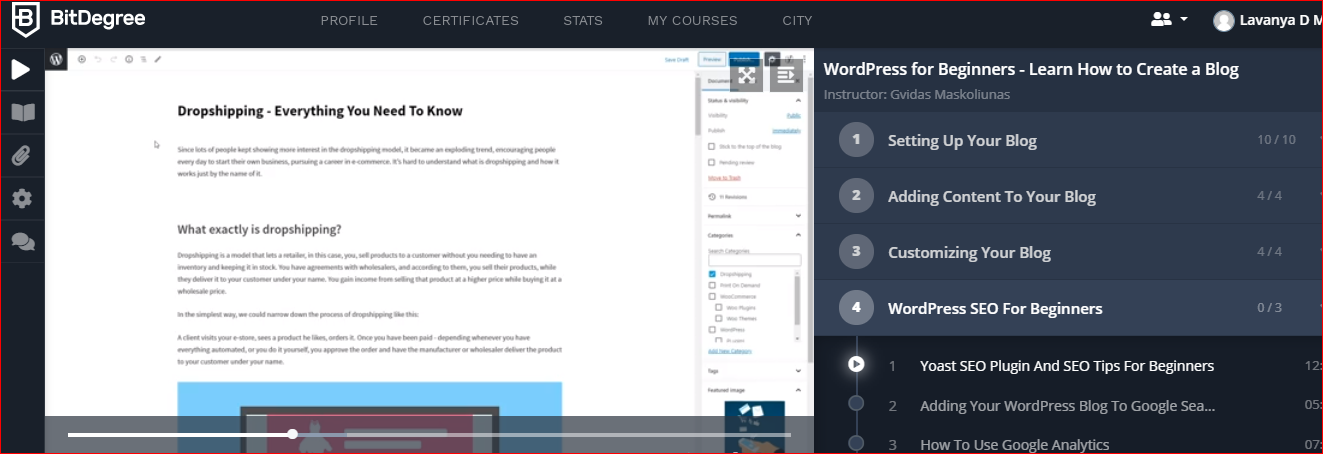 BitDegree
PROFILE
CERTIFICATES
STATS
MY COURSES
CITY
Lavanya D M
Save Draft
Preview
Document
Dropshipping - Everything You Need To Know
Since lots of people kept showing more interest in the dropshipping model, it became an exploding trend, encouraging people
every day to start their own business, pursuing a career in e-commerce. It's hard to understand what is dropshipping and how it
works just by the name of it.
What exactly is dropshipping?
Dropshipping is a model that lets a retailer, in this case, you, sell products to a customer without you needing to have an
inventory and keeping it in stock. You have agreements with wholesalers, and according to them, you sell their products, while
they deliver it to your customer under your name. You gain income from selling that product at a higher price while buying it at a
wholesale price.
In the simplest way, we could narrow down the process of dropshipping like this:
A client visits your e-store, sees a product he likes, orders it. Once you have been paid - depending whenever you have
everything automated, or you do it yourself, you approve the order and have the manufacturer or wholesaler deliver the product
to your customer under your name.
Status & visibility
Visibility Public
Publish Immediately
Stick to the top of the blog
Pending review
Move to Trash
11 Revisions
Permalink
Categories
Search Categories
Dropshipping
Print On Demand
WooCommerce
Woo Plugins
Woo Themes
WordPress
Add New Category
Tags
Featured image
WordPress for Beginners - Learn How to Create a Blog
Instructor: Gvidas Maskoliunas
1 Setting Up Your Blog 10 / 10
2 Adding Content To Your Blog 4 / 4
3 Customizing Your Blog 4 / 4
4 WordPress SEO For Beginners 0 / 3
1 Yoast SEO Plugin And SEO Tips For Beginners 12:
2 Adding Your WordPress Blog To Google Sea... 05:
3 How To Use Google Analytics 07: